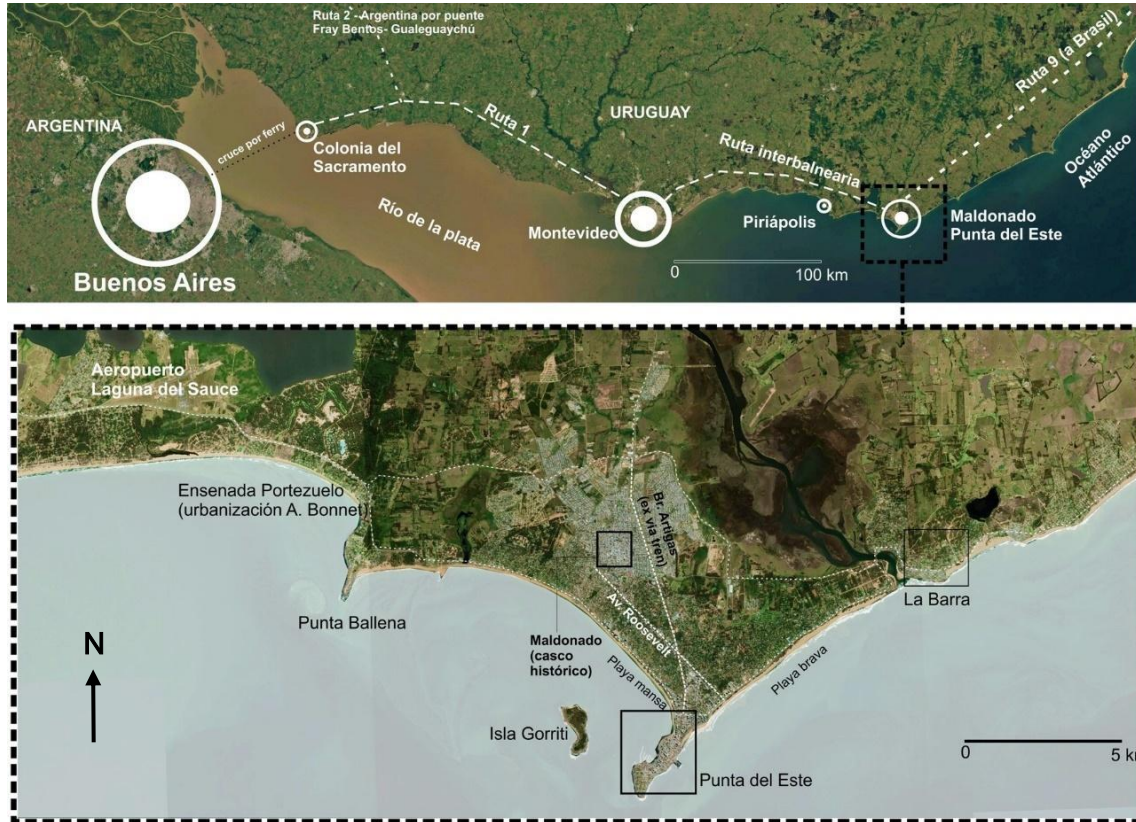 Ruta 2 - Argentina por puente
Fray Bentos- Gualeguaychú
Ruta 9 (a Brasil)
ARGENTINA
cruce por ferry
Colonia del
Sacramento
Ruta 1
URUGUAY
Ruta interbalnearia
Océano
Atlántico
Río de la plata
Montevideo
Piriápolis
Maldonado
Punta del Este
Buenos Aires
0
100 km
Aeropuerto
Laguna del Sauce
Ensenada Portezuelo
(urbanización A. Bonnet)
Br. Artigas
(ex vía tren)
Av. Roosevelt
La Barra
Punta Ballena
Maldonado
(casco
histórico)
Playa mansa
Playa brava
N
Isla Gorriti
Punta del Este
0
5 km